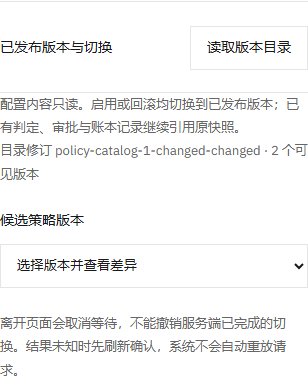 已发布版本与切换
读取版本目录
配置内容只读。启用或回滚均切换到已发布版本；已
有判定、审批与账本记录继续引用原快照。
目录修订 policy-catalog-1-changed-changed · 2 个可
见版本
候选策略版本
选择版本并查看差异
离开页面会取消等待，不能撤销服务端已完成的切
换。结果未知时先刷新确认，系统不会自动重放请
求。